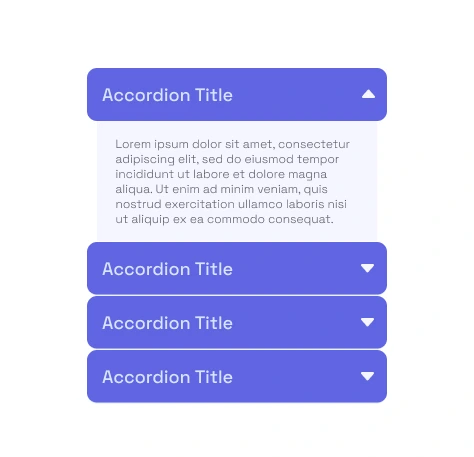 Accordion Title
Lorem ipsum dolor sit amet, consectetur
adipiscing elit, sed do eiusmod tempor
incididunt ut labore et dolore magna
aliqua. Ut enim ad minim veniam, quis
nostrud exercitation ullamco laboris nisi
ut aliquip ex ea commodo consequat.
Accordion Title
Accordion Title
Accordion Title